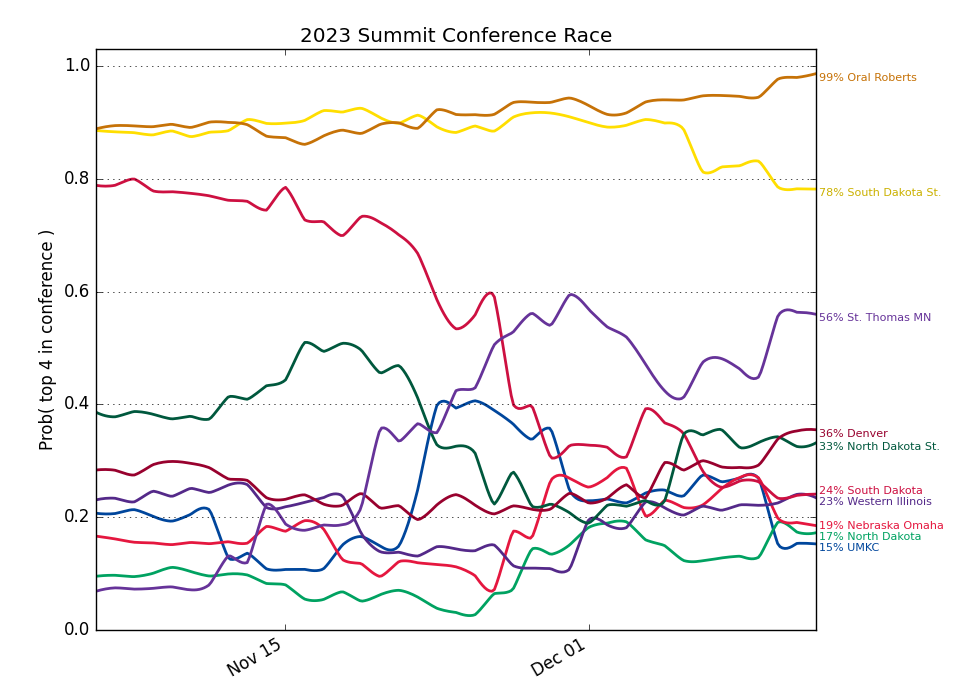 2023 Summit Conference Race
Prob( top 4 in conference )
1.0
0.8
0.6
0.4
0.2
0.0
Nov 15
Dec 01
99% Oral Roberts
78% South Dakota St.
56% St. Thomas MN
36% Denver
33% North Dakota St.
24% South Dakota
23% Western Illinois
19% Nebraska Omaha
17% North Dakota
15% UMKC